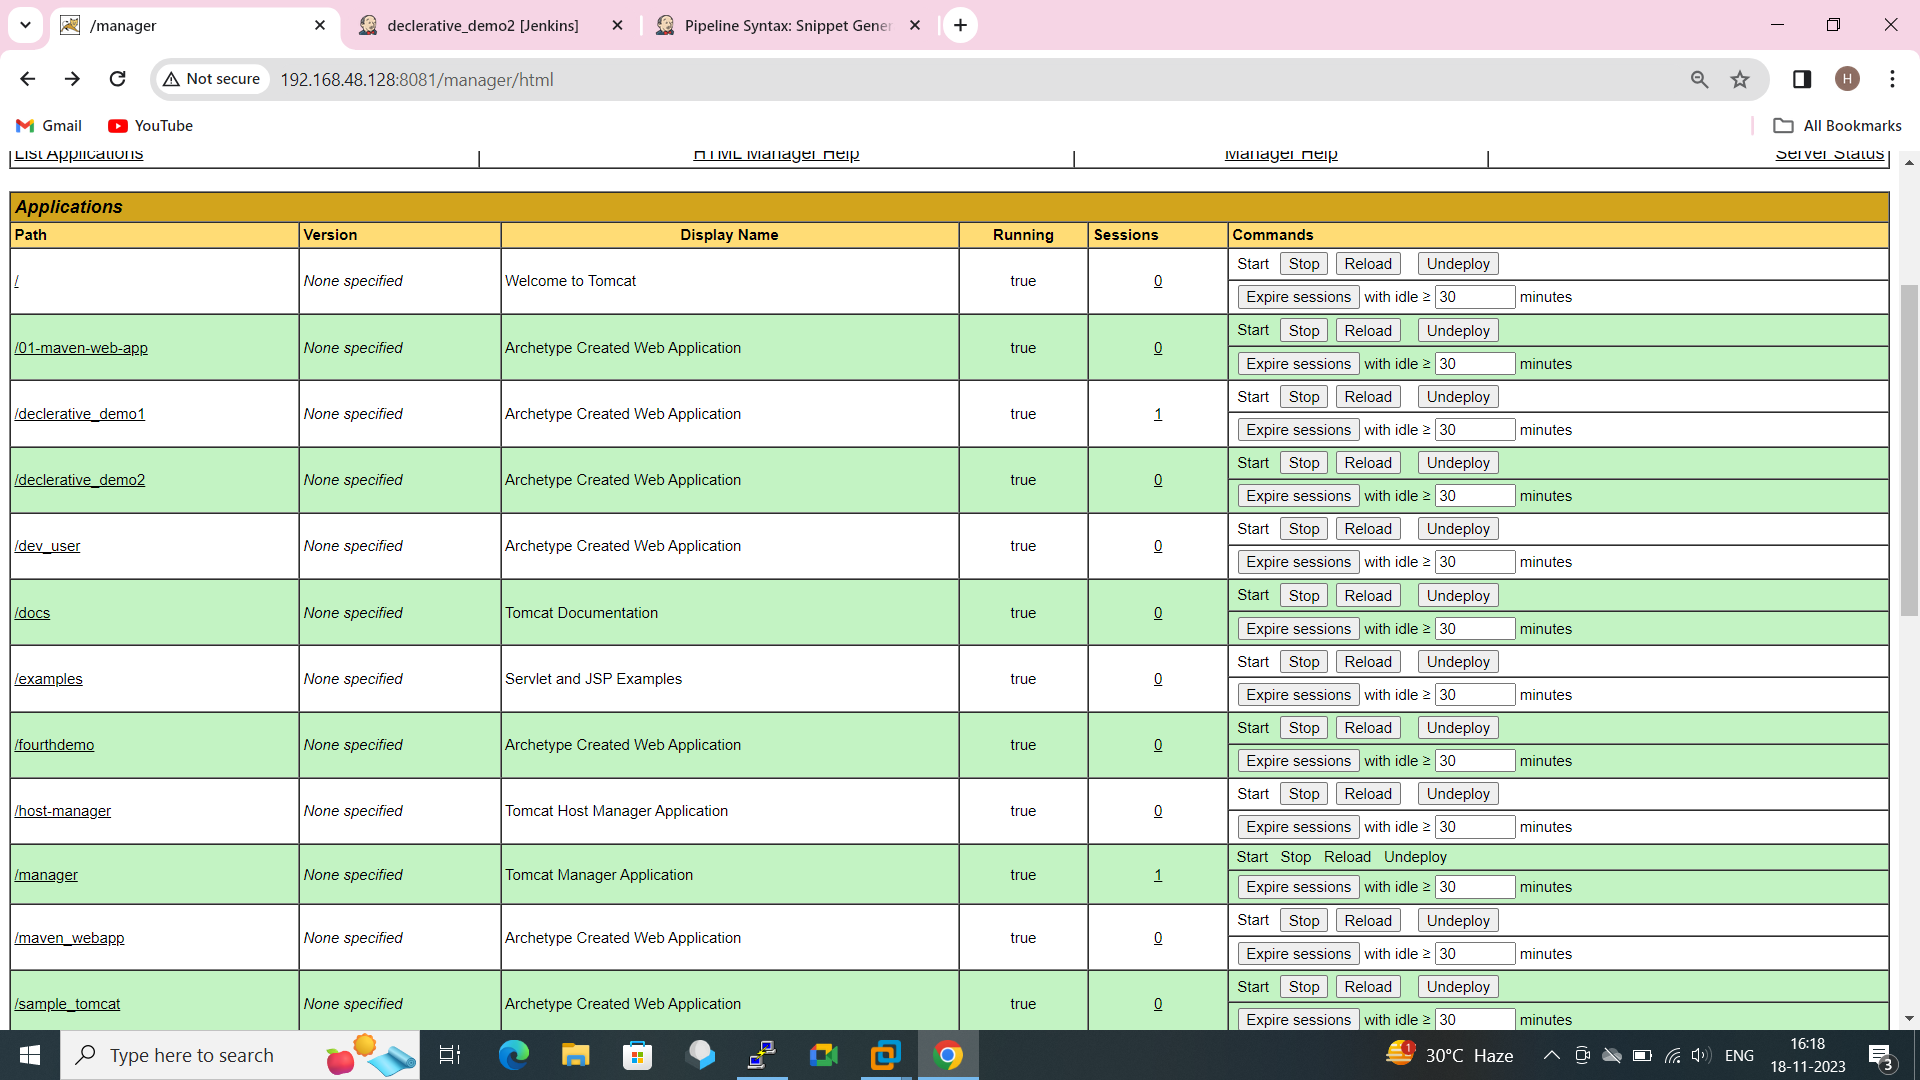 /manager
declerative_demo2 [Jenkins]
Pipeline Syntax: Snippet Gener
Not secure
192.168.48.128:8081/manager/html
H
Gmail
YouTube
All Bookmarks
List Applications
HTML Manager Help
Manager Help
Server Status
Applications
Path Version Display Name Running Sessions Commands
/ None specified Welcome to Tomcat true 0
Start Stop Reload Undeploy
Expire sessions with idle ≥ 30 minutes
/01-maven-web-app None specified Archetype Created Web Application true 0
Start Stop Reload Undeploy
Expire sessions with idle ≥ 30 minutes
/declerative_demo1 None specified Archetype Created Web Application true 1
Start Stop Reload Undeploy
Expire sessions with idle ≥ 30 minutes
/declerative_demo2 None specified Archetype Created Web Application true 0
Start Stop Reload Undeploy
Expire sessions with idle ≥ 30 minutes
/dev_user None specified Archetype Created Web Application true 0
Start Stop Reload Undeploy
Expire sessions with idle ≥ 30 minutes
/docs None specified Tomcat Documentation true 0
Start Stop Reload Undeploy
Expire sessions with idle ≥ 30 minutes
/examples None specified Servlet and JSP Examples true 0
Start Stop Reload Undeploy
Expire sessions with idle ≥ 30 minutes
/fourthdemo None specified Archetype Created Web Application true 0
Start Stop Reload Undeploy
Expire sessions with idle ≥ 30 minutes
/host-manager None specified Tomcat Host Manager Application true 0
Start Stop Reload Undeploy
Expire sessions with idle ≥ 30 minutes
/manager None specified Tomcat Manager Application true 1
Start Stop Reload Undeploy
Expire sessions with idle ≥ 30 minutes
/maven_webapp None specified Archetype Created Web Application true 0
Start Stop Reload Undeploy
Expire sessions with idle ≥ 30 minutes
/sample_tomcat None specified Archetype Created Web Application true 0
Start Stop Reload Undeploy
Expire sessions with idle ≥ 30 minutes
Type here to search
1
30°C Haze
ENG
16:18
18-11-2023
3